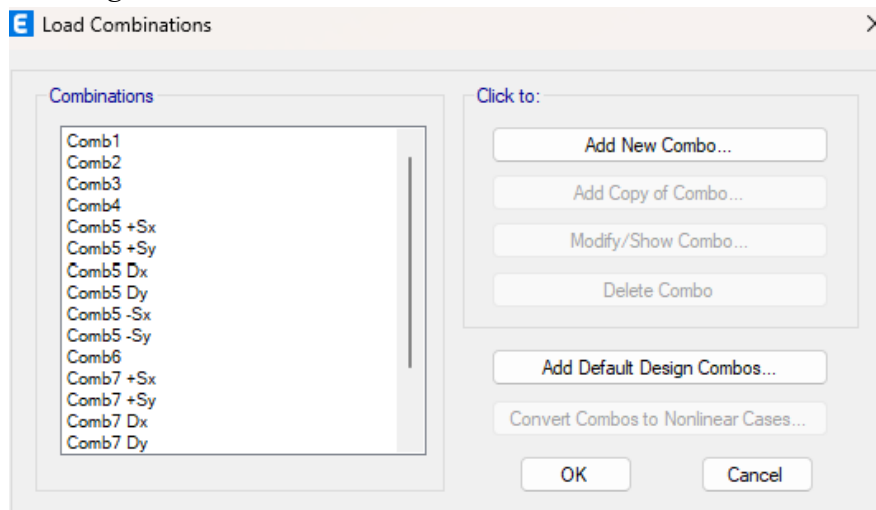 E Load Combinations
Combinations
Comb1
Comb2
Comb3
Comb4
Comb5 +Sx
Comb5 +Sy
Comb5 Dx
Comb5 Dy
Comb5 -Sx
Comb5 -Sy
Comb6
Comb7 +Sx
Comb7 +Sy
Comb7 Dx
Comb7 Dy
Click to:
Add New Combo...
Add Copy of Combo...
Modify/Show Combo...
Delete Combo
Add Default Design Combos...
Convert Combos to Nonlinear Cases...
OK
Cancel